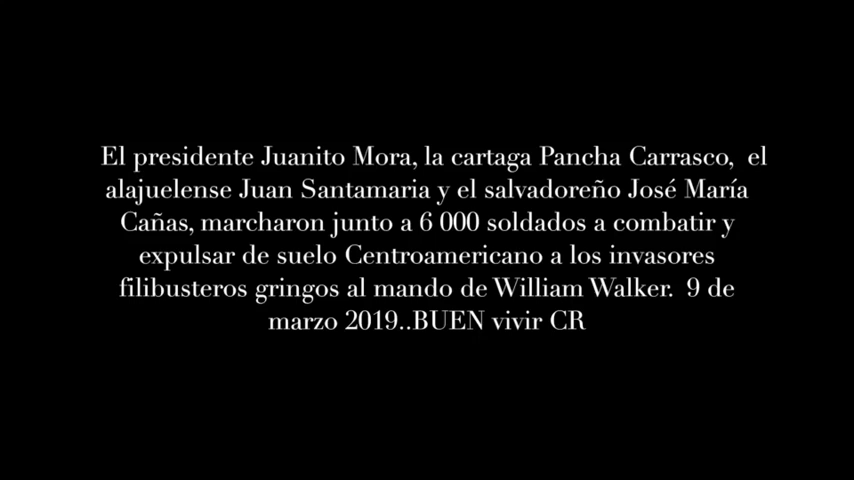 El presidente Juanito Mora, la cartaga Pancha Carrasco,  el
alajuelense Juan Santamaria y el salvadoreño José María
Cañas, marcharon junto a 6 000 soldados a combatir y
expulsar de suelo Centroamericano a los invasores
filibusteros gringos al mando de William Walker.  9 de
marzo 2019..BUEN vivir CR